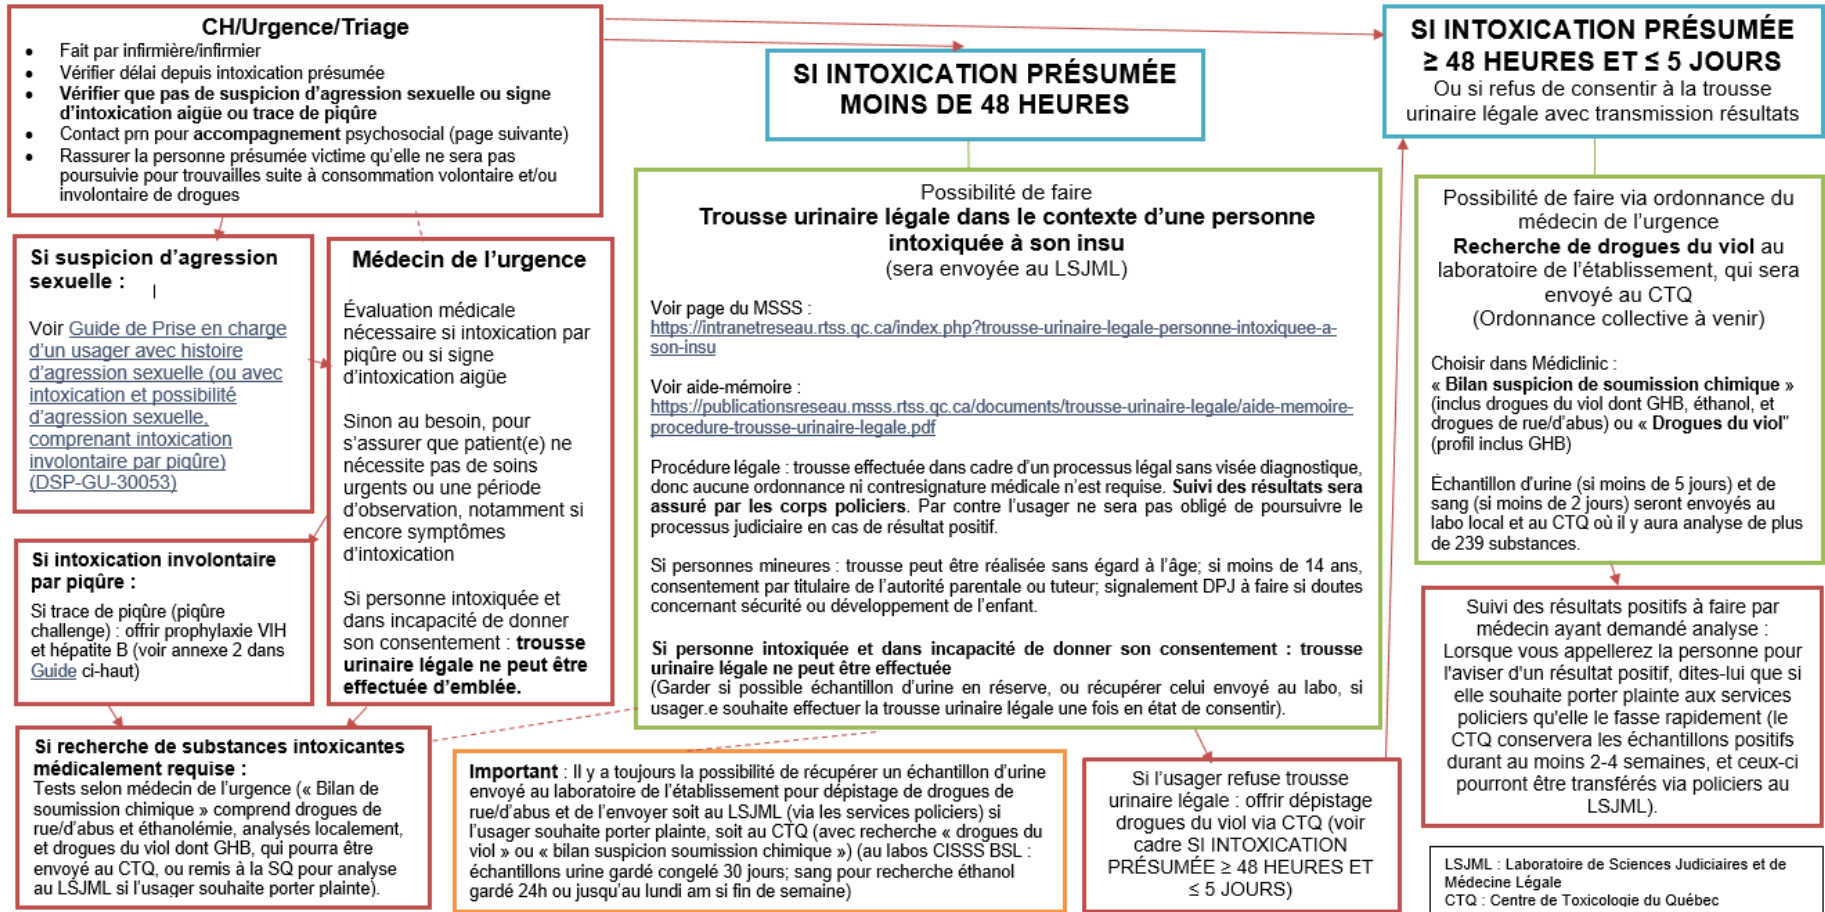 CH/Urgence/Triage
• Fait par infirmière/infirmier
• Vérifier délai depuis intoxication présumée
• Vérifier que pas de suspicion d'agression sexuelle ou signe
d'intoxication aigüe ou trace de piqûre
• Contact prn pour accompagnement psychosocial (page suivante)
• Rassurer la personne présumée victime qu'elle ne sera pas
poursuivie pour trouvailles suite à consommation volontaire et/ou
involontaire de drogues
Si suspicion d'agression
sexuelle :
Voir Guide de Prise en charge
d'un usager avec histoire
d'agression sexuelle (ou avec
intoxication et possibilité
d'agression sexuelle,
comprenant intoxication
involontaire par piqûre)
(DSP-GU-30053)
Si intoxication involontaire
par piqûre :
Si trace de piqûre (piqûre
challenge) : offrir prophylaxie VIH
et hépatite B (voir annexe 2 dans
Guide ci-haut)
Médecin de l'urgence
Évaluation médicale
nécessaire si intoxication par
piqûre ou si signe
d'intoxication aigüe
Sinon au besoin, pour
s'assurer que patient(e) ne
nécessite pas de soins
urgents ou une période
d'observation, notamment si
encore symptômes
d'intoxication
Si personne intoxiquée et
dans incapacité de donner
son consentement : trousse
urinaire légale ne peut être
effectuée d'emblée.
Si recherche de substances intoxicantes
médicalement requise :
Tests selon médecin de l'urgence (« Bilan de
soumission chimique » comprend drogues de
rue/d'abus et éthanolémie, analysés localement,
et drogues du viol dont GHB, qui pourra être
envoyé au CTQ, ou remis à la SQ pour analyse
au LSJML si l'usager souhaite porter plainte).
SI INTOXICATION PRÉSUMÉE
MOINS DE 48 HEURES
Possibilité de faire
Trousse urinaire légale dans le contexte d'une personne
intoxiquée à son insu
(sera envoyée au LSJML)
Voir page du MSSS :
https://intranetreseau.rtss.qc.ca/index.php?trousse-urinaire-legale-personne-intoxiquee-a-
son-insu
Voir aide-mémoire :
https://publicationsreseau.msss.rtss.qc.ca/documents/trousse-urinaire-legale/aide-memoire-
procedure-trousse-urinaire-legale.pdf
Procédure légale : trousse effectuée dans cadre d'un processus légal sans visée diagnostique,
donc aucune ordonnance ni contresignature médicale n'est requise. Suivi des résultats sera
assuré par les corps policiers. Par contre l'usager ne sera pas obligé de poursuivre le
processus judiciaire en cas de résultat positif.
Si personnes mineures : trousse peut être réalisée sans égard à l'âge; si moins de 14 ans,
consentement par titulaire de l'autorité parentale ou tuteur; signalement DPJ à faire si doutes
concernant sécurité ou développement de l'enfant.
Si personne intoxiquée et dans incapacité de donner son consentement : trousse
urinaire légale ne peut être effectuée
(Garder si possible échantillon d'urine en réserve, ou récupérer celui envoyé au labo, si
usager.e souhaite effectuer la trousse urinaire légale une fois en état de consentir).
Important : Il y a toujours la possibilité de récupérer un échantillon d'urine
envoyé au laboratoire de l'établissement pour dépistage de drogues de
rue/d'abus et de l'envoyer soit au LSJML (via les services policiers) si
l'usager souhaite porter plainte, soit au CTQ (avec recherche « drogues du
viol » ou « bilan suspicion soumission chimique ») (au labos CISSS BSL :
échantillons urine gardé congelé 30 jours; sang pour recherche éthanol
gardé 24h ou jusqu'au lundi am si fin de semaine)
Si l'usager refuse trousse
urinaire légale : offrir dépistage
drogues du viol via CTQ (voir
cadre SI INTOXICATION
PRÉSUMÉE ≥ 48 HEURES ET
≤ 5 JOURS)
SI INTOXICATION PRÉSUMÉE
≥ 48 HEURES ET ≤ 5 JOURS
Ou si refus de consentir à la trousse
urinaire légale avec transmission résultats
Possibilité de faire via ordonnance du
médecin de l'urgence
Recherche de drogues du viol au
laboratoire de l'établissement, qui sera
envoyé au CTQ
(Ordonnance collective à venir)
Choisir dans Médiclinic :
« Bilan suspicion de soumission chimique »
(inclus drogues du viol dont GHB, éthanol, et
drogues de rue/d'abus) ou « Drogues du viol"
(profil inclus GHB)
Échantillon d'urine (si moins de 5 jours) et de
sang (si moins de 2 jours) seront envoyés au
labo local et au CTQ où il y aura analyse de plus
de 239 substances.
Suivi des résultats positifs à faire par
médecin ayant demandé analyse :
Lorsque vous appellerez la personne pour
l'aviser d'un résultat positif, dites-lui que si
elle souhaite porter plainte aux services
policiers qu'elle le fasse rapidement (le
CTQ conservera les échantillons positifs
durant au moins 2-4 semaines, et ceux-ci
pourront être transférés via policiers au
LSJML).
LSJML : Laboratoire de Sciences Judiciaires et de
Médecine Légale
CTQ : Centre de Toxicologie du Québec